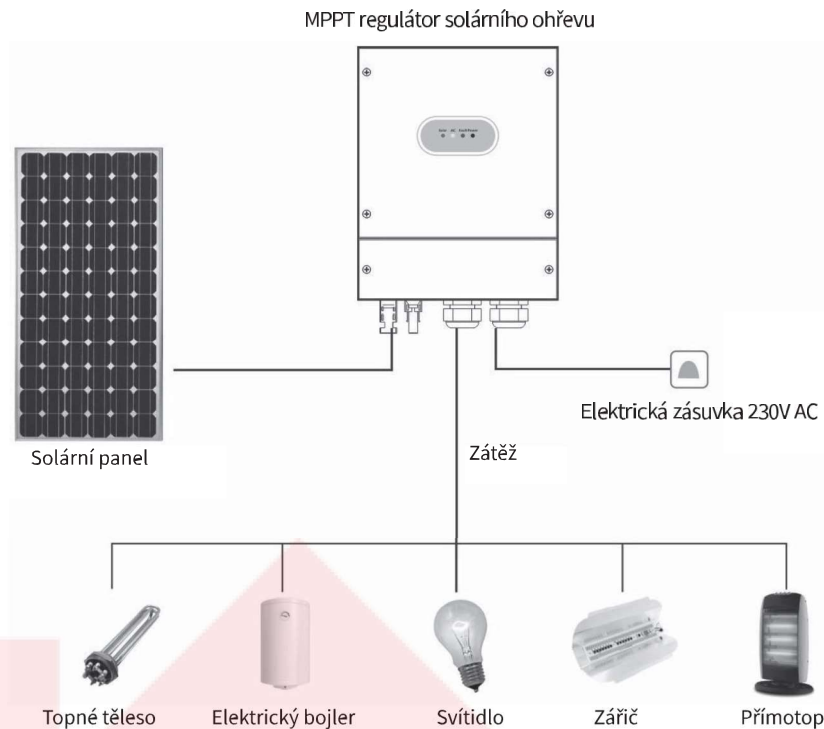 MPPT regulátor solárního ohřevu
Solární panel
Elektrická zásuvka 230V AC
Zátěž
Topné těleso
Elektrický bojler
Svítidlo
Zářič
Přímotop